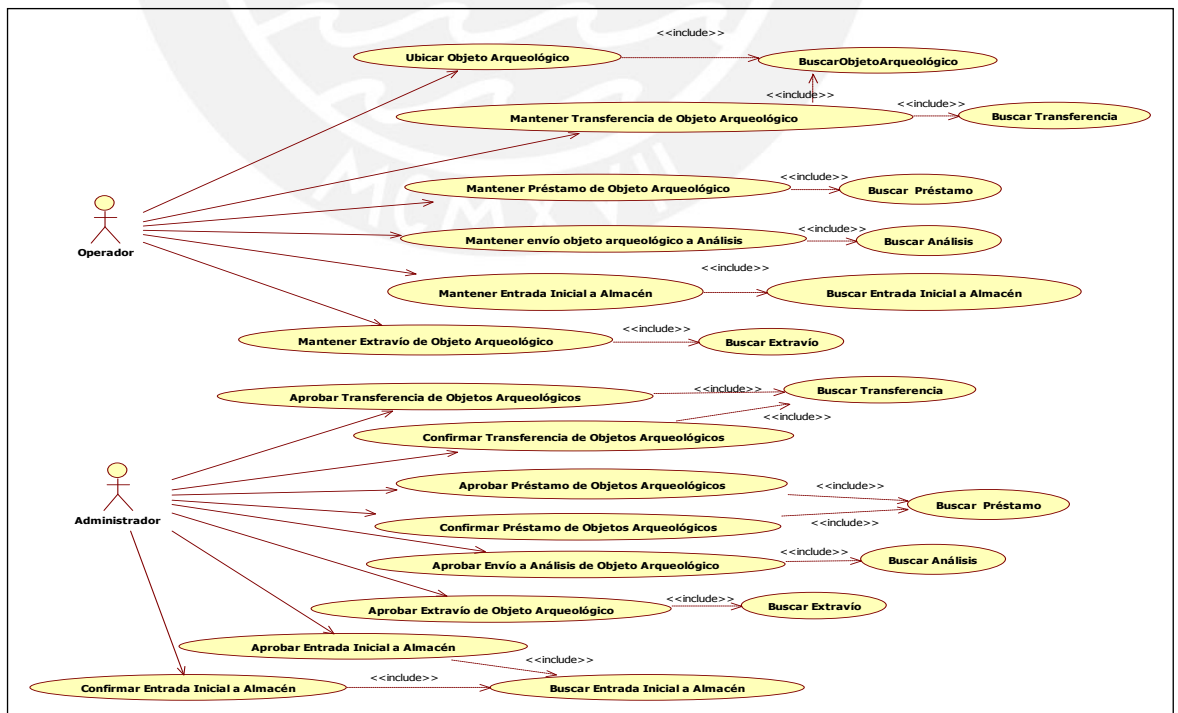 <<include>>
Ubicar Objeto Arqueológico
BuscarObjetoArqueológico
<<include>>
<<include>>
Mantener Transferencia de Objeto Arqueológico
Buscar Transferencia
MCMXVII
<<include>>
Mantener Préstamo de Objeto Arqueológico
Buscar Préstamo
<<include>>
Operador
Mantener envío objeto arqueológico a Análisis
Buscar Análisis
<<include>>
Mantener Entrada Inicial a Almacén
Buscar Entrada Inicial a Almacén
<<include>>
Mantener Extravío de Objeto Arqueológico
Buscar Extravío
<<include>>
Aprobar Transferencia de Objetos Arqueológicos
Buscar Transferencia
<<include>>
Confirmar Transferencia de Objetos Arqueológicos
Aprobar Préstamo de Objetos Arqueológicos
<<include>>
Buscar Préstamo
Administrador
Confirmar Préstamo de Objetos Arqueológicos
<<include>>
<<include>>
Aprobar Envío a Análisis de Objeto Arqueológico
Buscar Análisis
<<include>>
Aprobar Extravío de Objeto Arqueológico
Buscar Extravío
Aprobar Entrada Inicial a Almacén
<<include>>
<<include>>
Confirmar Entrada Inicial a Almacén
Buscar Entrada Inicial a Almacén